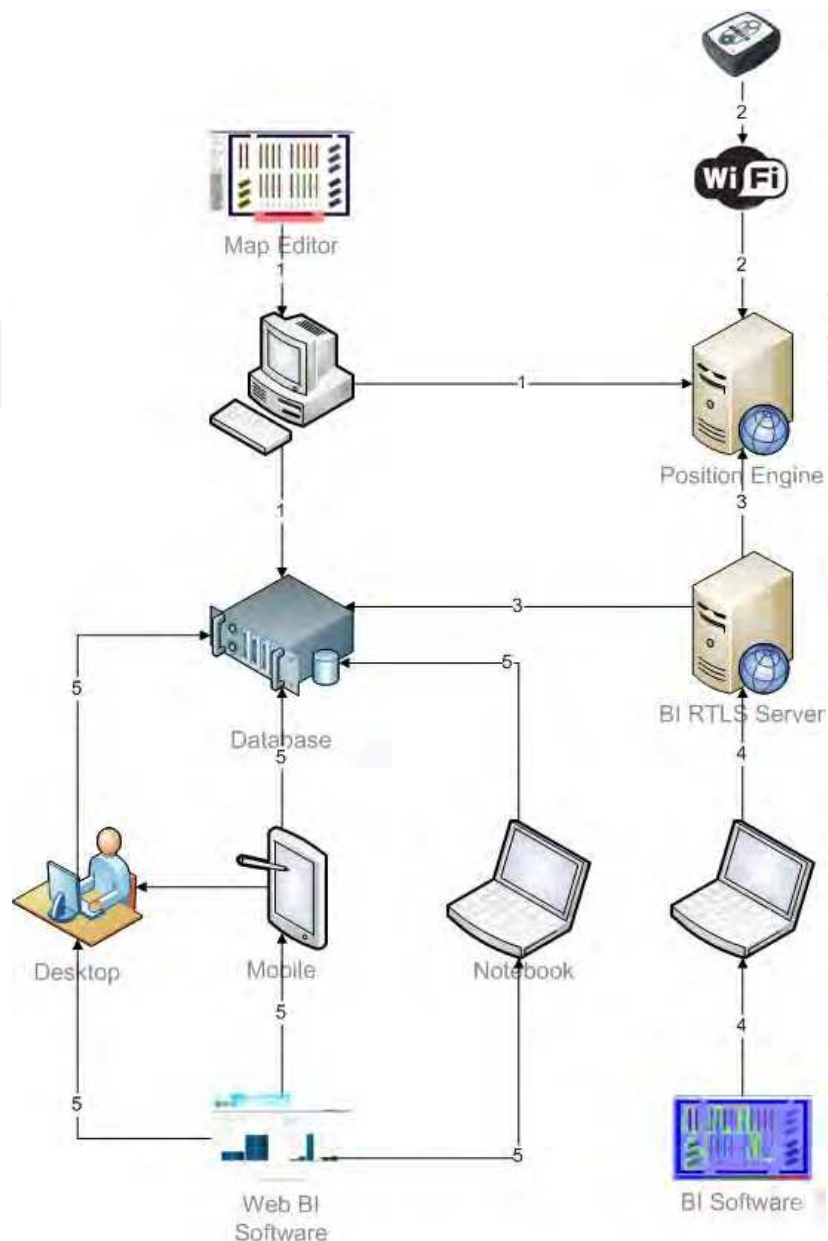 2
Wi Fi
Map Editor
1
2
1
Position Engine
1
3
3
5
5
BI RTLS Server
Database
5
4
Desktop
Mobile
Notebook
5
4
5
5
Web BI
Software
BI Software